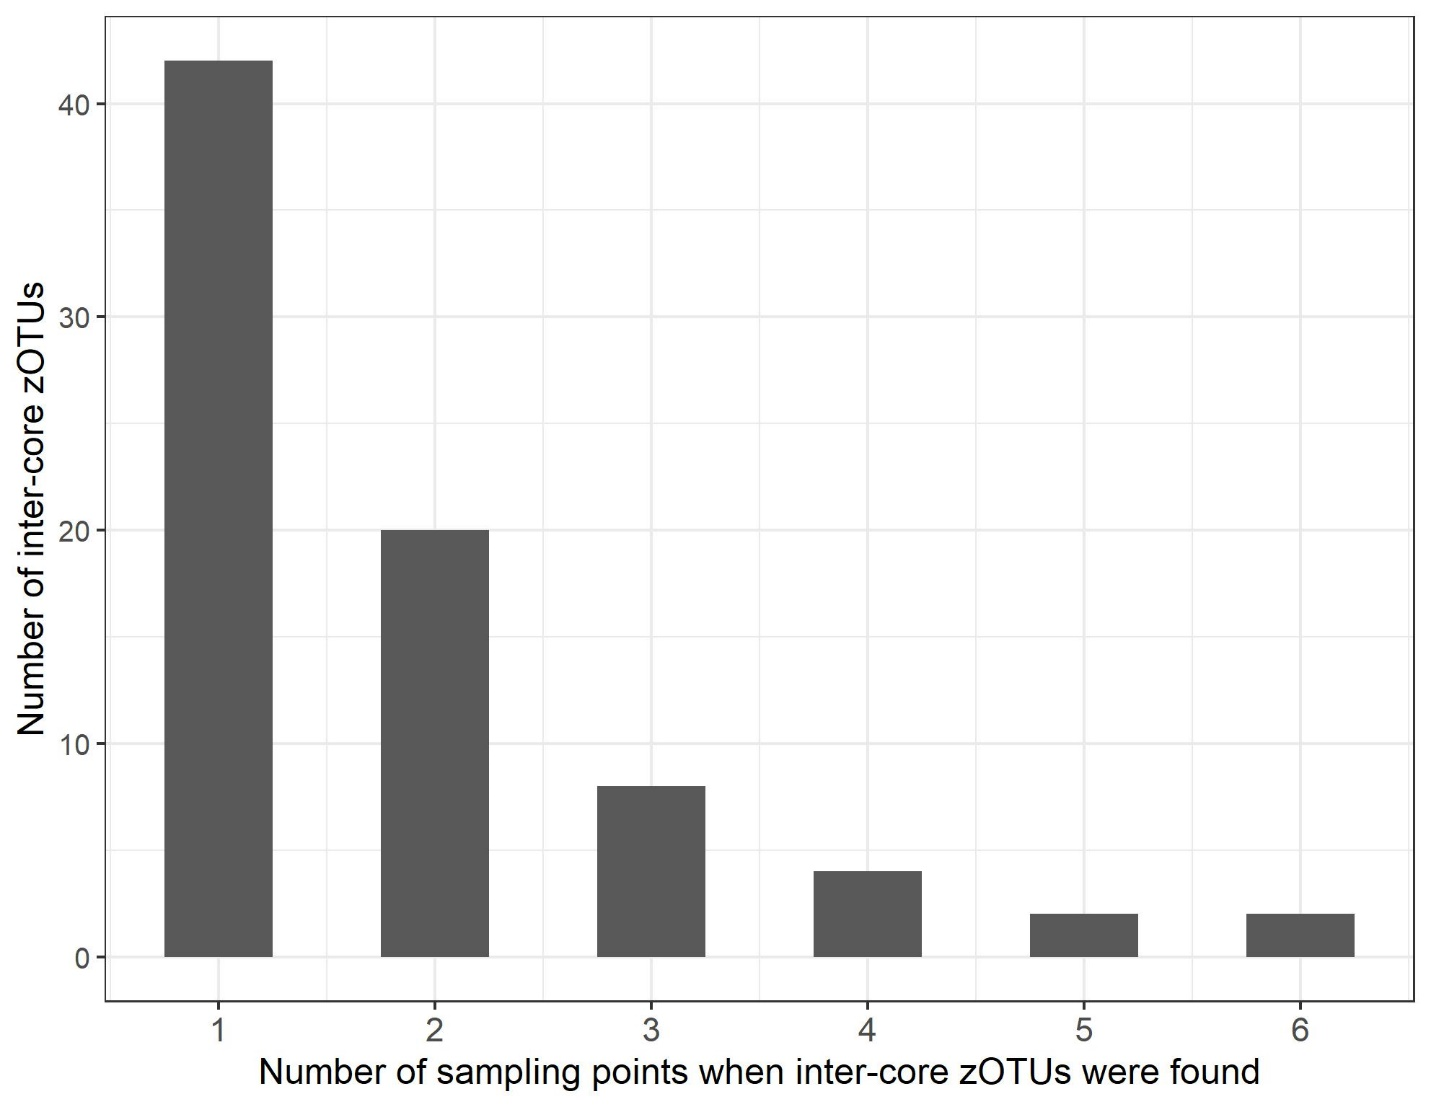 Number of inter-core zOTUs
40
30
20
10
0
1 2 3 4 5 6
Number of sampling points when inter-core zOTUs were found